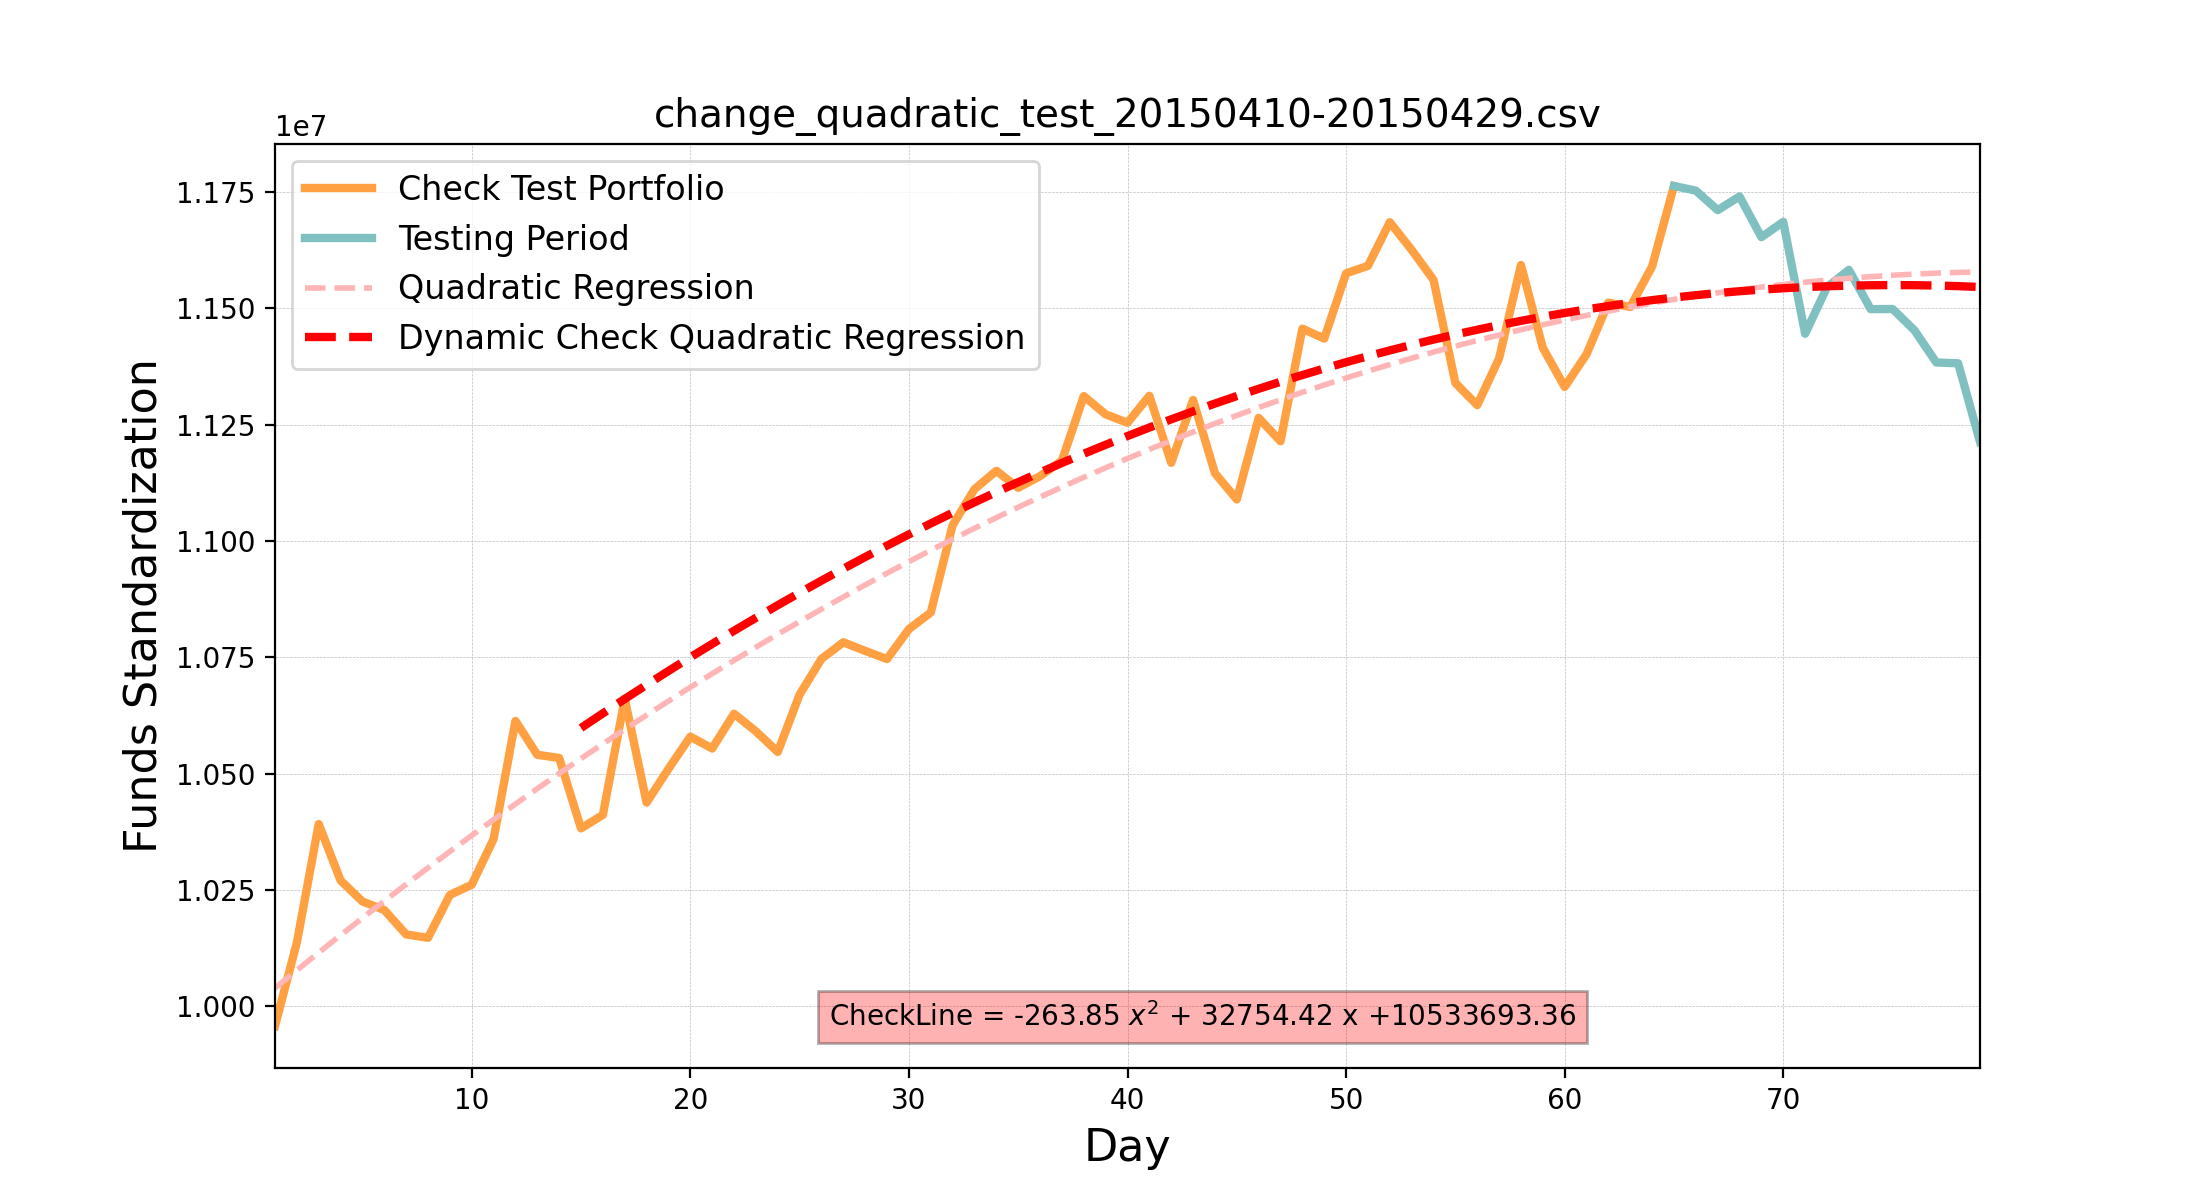 change_quadratic_test_20150410-20150429.csv
1e7
Check Test Portfolio
Testing Period
Quadratic Regression
Dynamic Check Quadratic Regression
Funds Standardization
1.175
1.150
1.125
1.100
1.075
1.050
1.025
1.000
CheckLine = -263.85 x² + 32754.42 x +10533693.36
10 20 30 40 50 60 70
Day